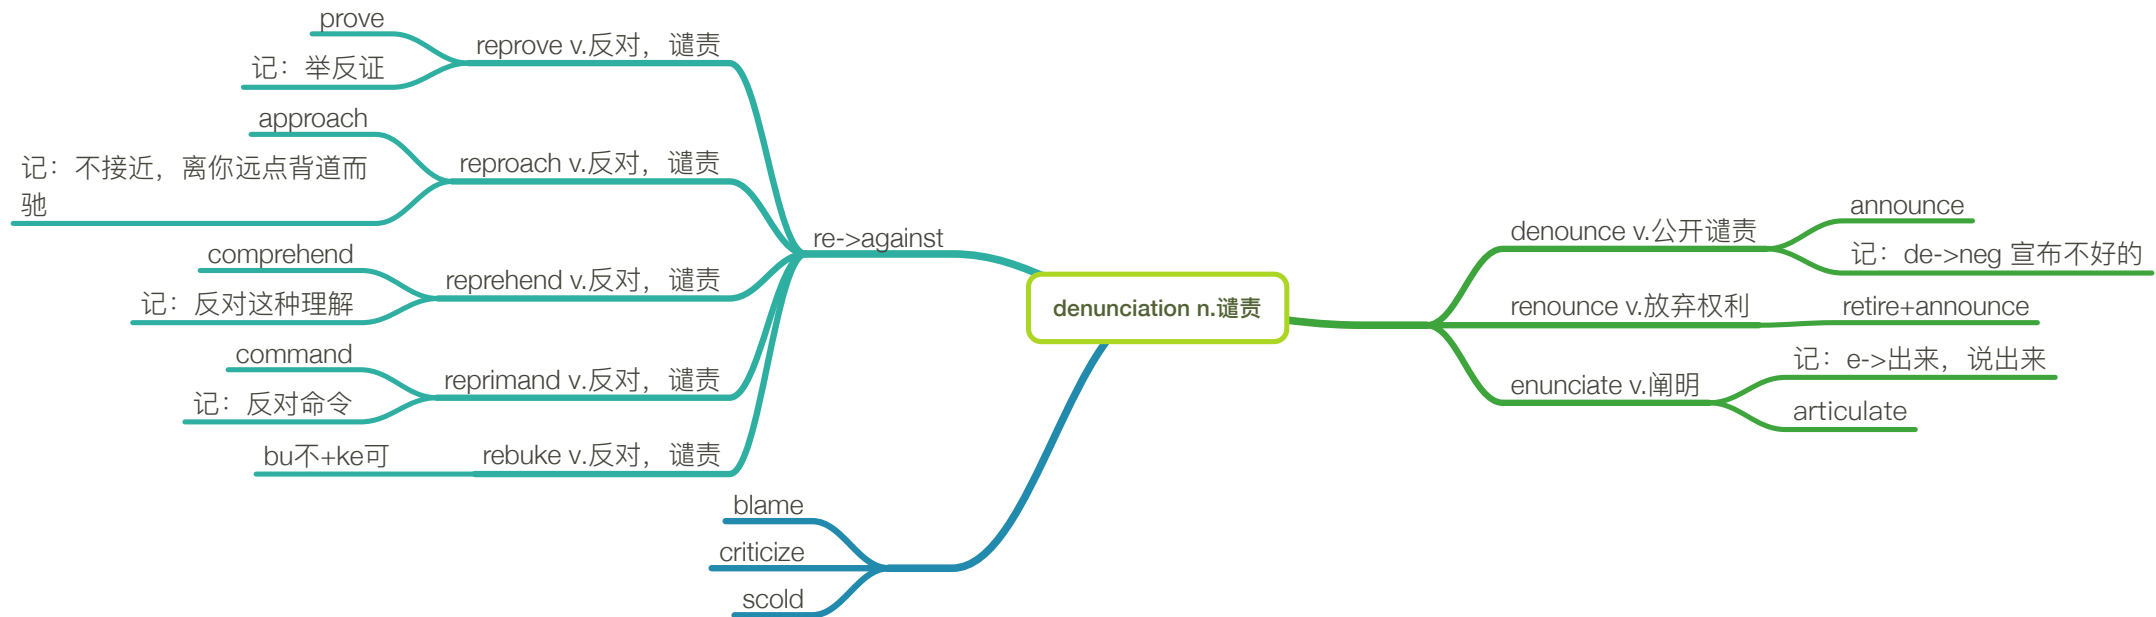 prove
reprove v.反对，谴责
记：举反证
approach
reproach v.反对，谴责
记：不接近，离你远点背道而
驰
re->against
comprehend
reprehend v.反对，谴责
记：反对这种理解
command
reprimand v.反对，谴责
记：反对命令
bu不+ke可
rebuke v.反对，谴责
blame
criticize
scold
denunciation n.谴责
denounce v.公开谴责
announce
记：de->neg 宣布不好的
renounce v.放弃权利
retire+announce
enunciate v.阐明
记：e->出来，说出来
articulate